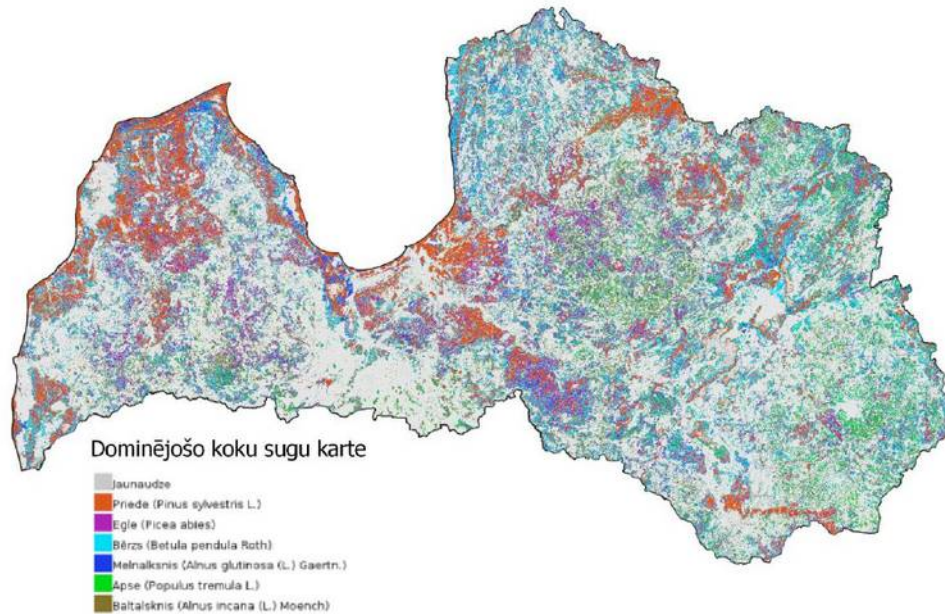 Dominējošo koku sugu karte
Jaunaudze
Priede (Pinus sylvestris L.)
Egle (Picea abies)
Bērzs (Betula pendula Roth)
Melnalksnis (Alnus glutinosa (L.) Gaertn.)
Apse (Populus tremula L.)
Baltalsknis (Alnus incana (L.) Moench)